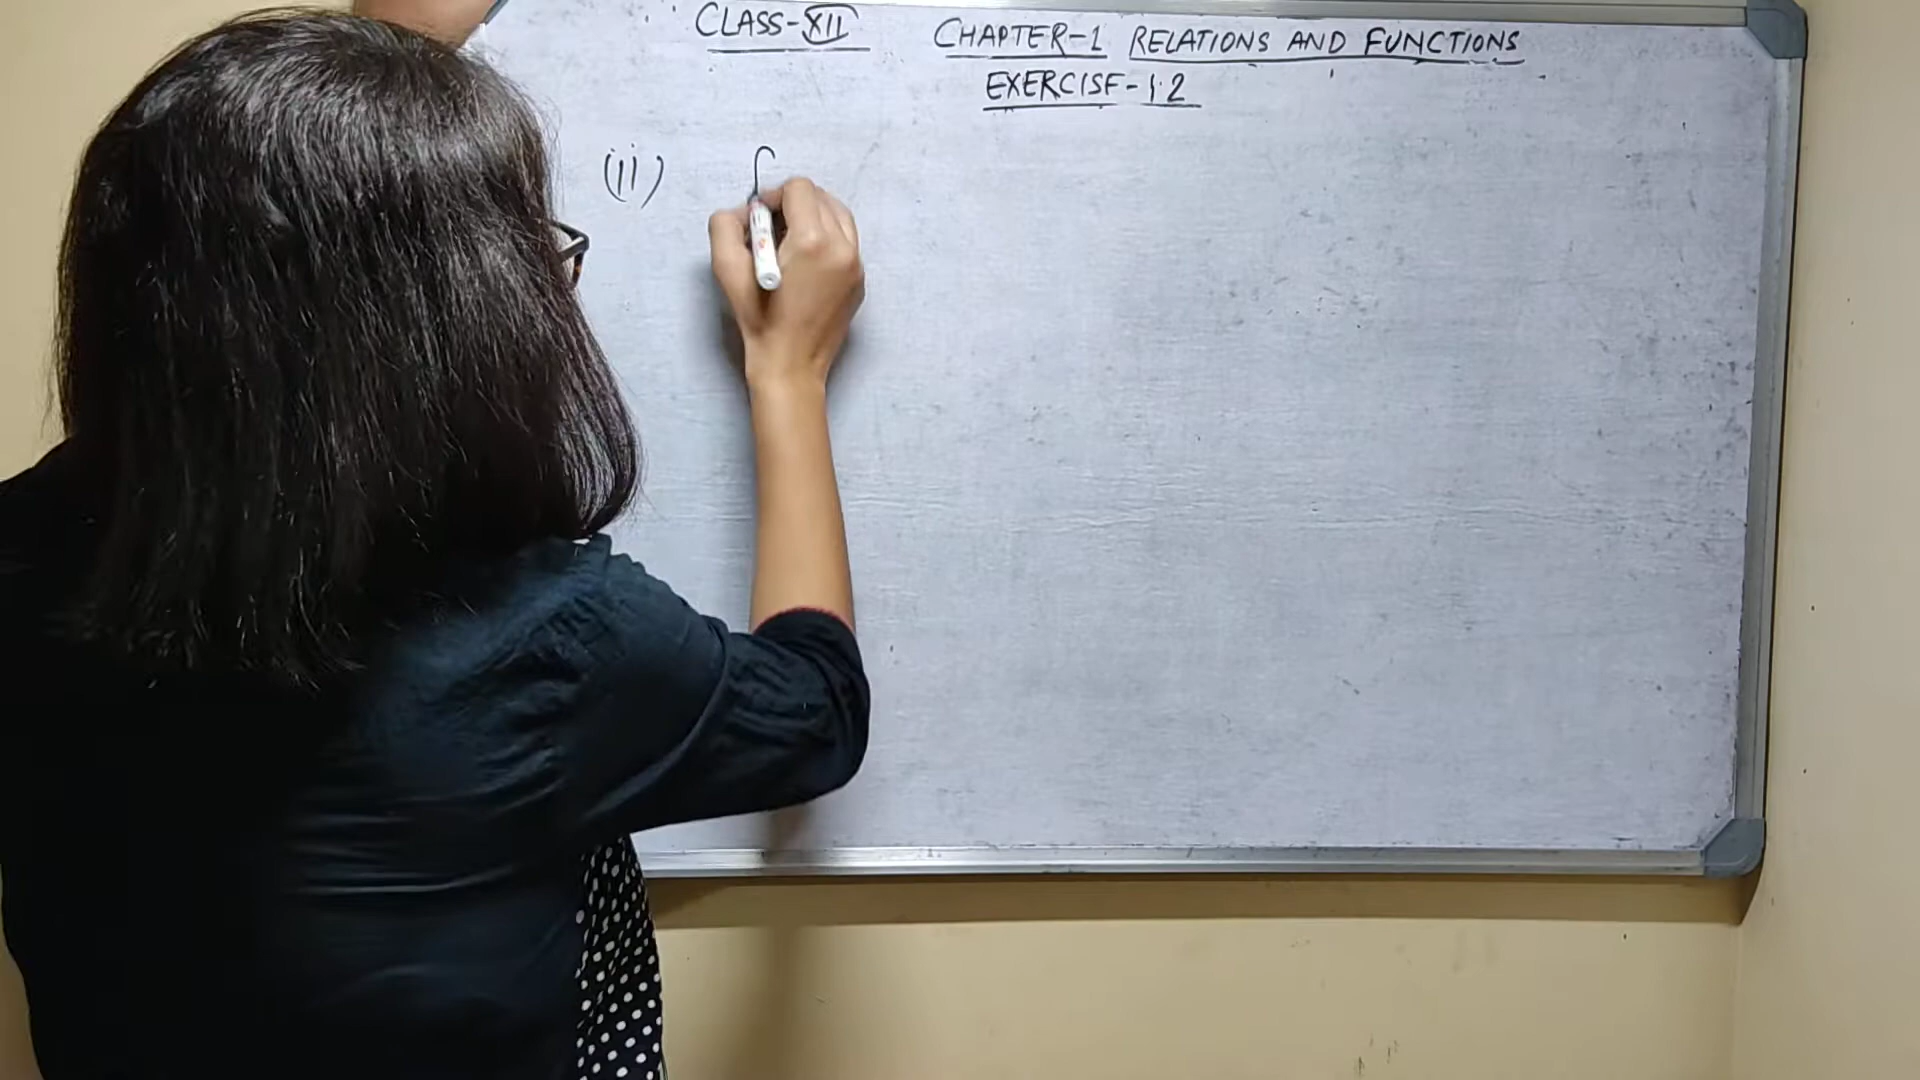 CLASS-XII CHAPTER-1 RELATIONS AND FUNCTIONS
EXERCISE-1.2
(ii) f